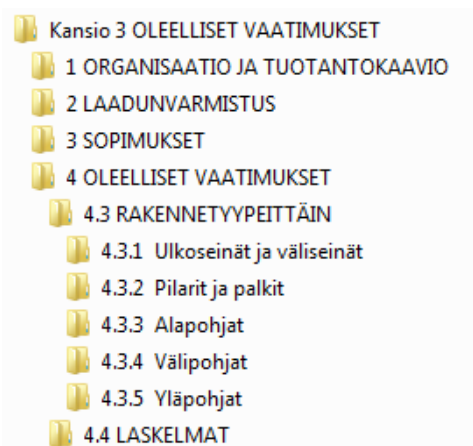 Kansio 3 OLEELLISET VAATIMUKSET
1 ORGANISAATIO JA TUOTANTOKAAVIO
2 LAADUNVARMISTUS
3 SOPIMUKSET
4 OLEELLISET VAATIMUKSET
4.3 RAKENNETYYPEITTÄIN
4.3.1 Ulkoseinät ja väliseinät
4.3.2 Pilarit ja palkit
4.3.3 Alapohjat
4.3.4 Välipohjat
4.3.5 Yläpohjat
4.4 LASKELMAT